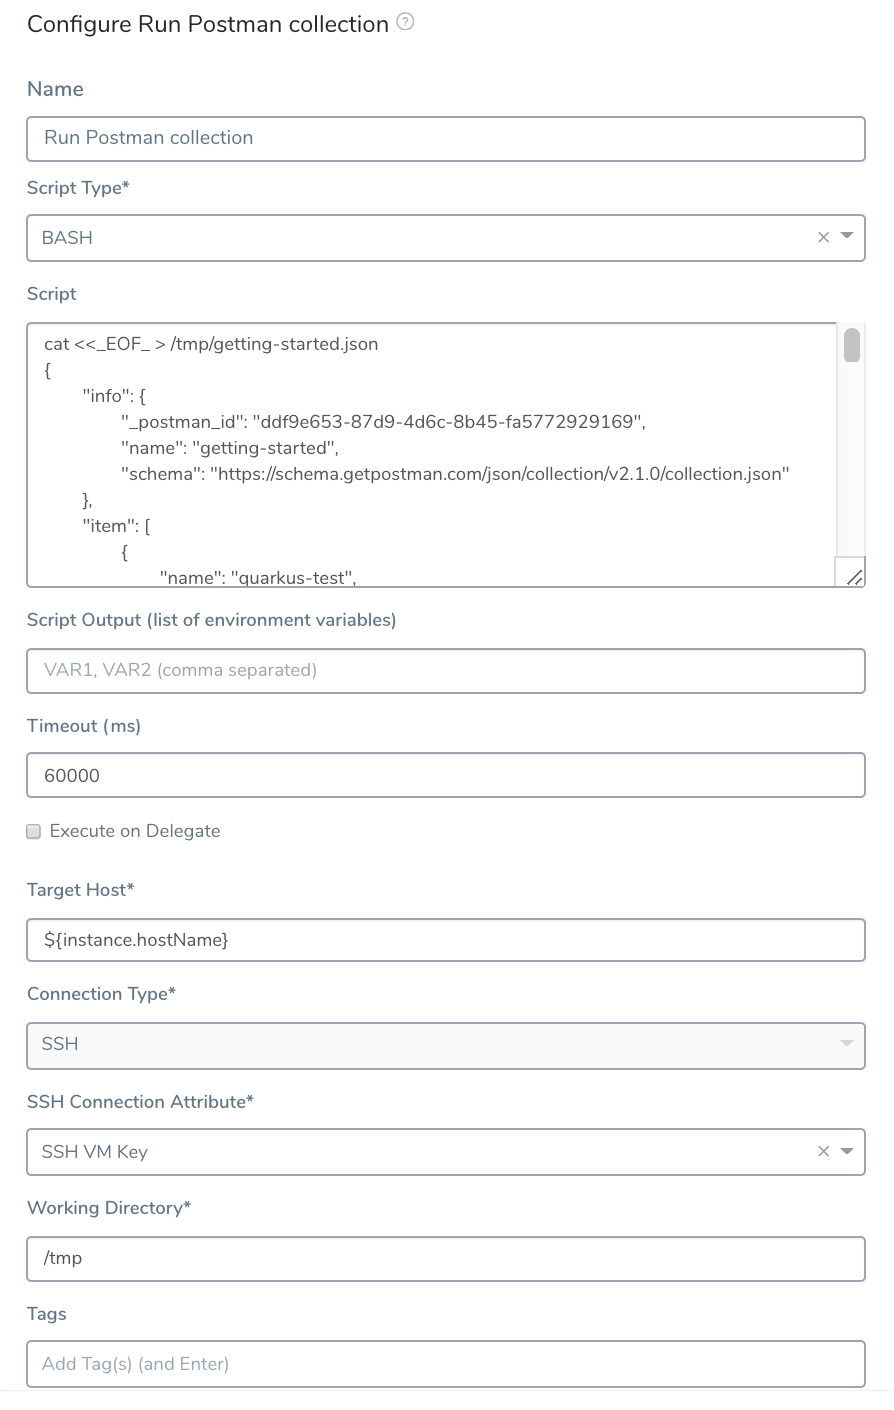 Configure Run Postman collection ?
Name
Run Postman collection
Script Type*
BASH
Script
cat <<_EOF_ > /tmp/getting-started.json
{
"info": {
"_postman_id": "ddf9e653-87d9-4d6c-8b45-fa5772929169",
"name": "getting-started",
"schema": "https://schema.getpostman.com/json/collection/v2.1.0/collection.json"
},
"item": [
{
"name": "quarkus-test",
Script Output (list of environment variables)
VAR1, VAR2 (comma separated)
Timeout (ms)
60000
Execute on Delegate
Target Host*
${instance.hostName}
Connection Type*
SSH
SSH Connection Attribute*
SSH VM Key
Working Directory*
/tmp
Tags
Add Tag(s) (and Enter)